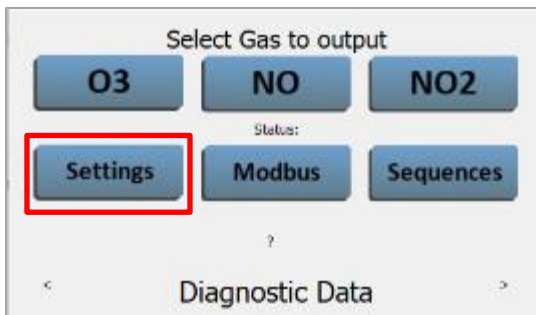 Select Gas to output
O3 NO NO2
Status:
Settings Modbus Sequences
?
< Diagnostic Data >